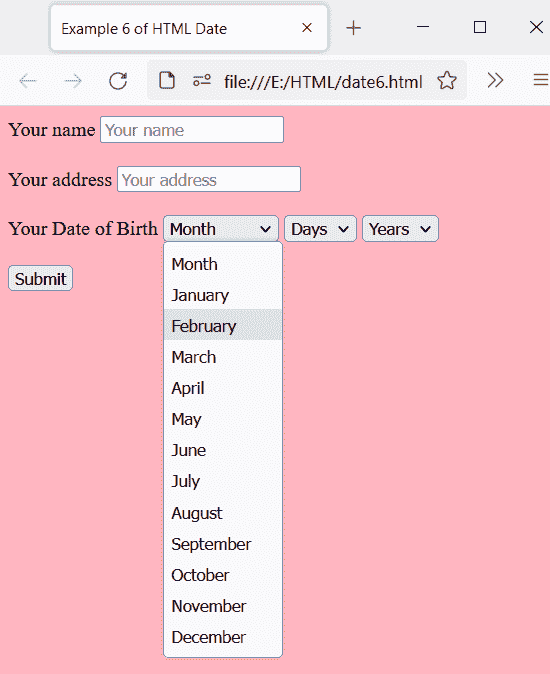 Example 6 of HTML Date
file:///E:/HTML/date6.html
Your name Your name
Your address Your address
Your Date of Birth Month Days Years
Submit
Month
January
February
March
April
May
June
July
August
September
October
November
December